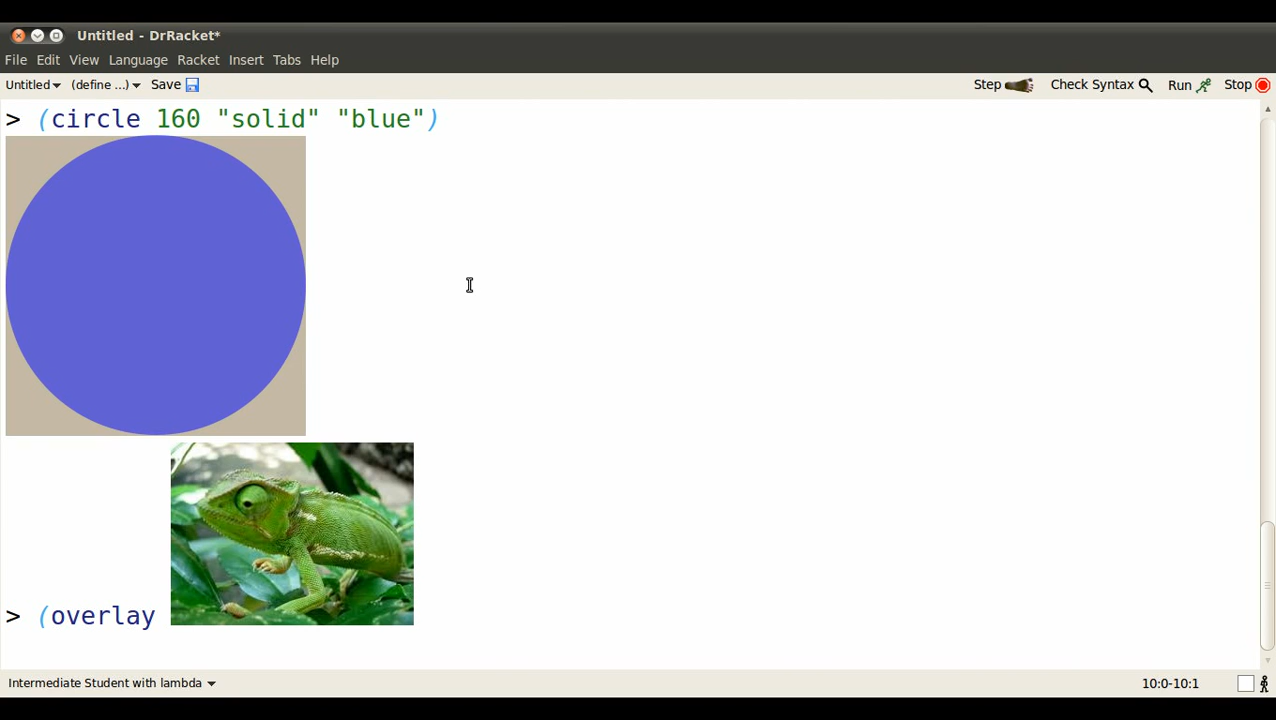 Untitled - DrRacket*
File Edit View Language Racket Insert Tabs Help
Untitled (define ...) Save Step Check Syntax Run Stop
> (circle 160 "solid" "blue")
> (overlay
Intermediate Student with lambda 10:0-10:1